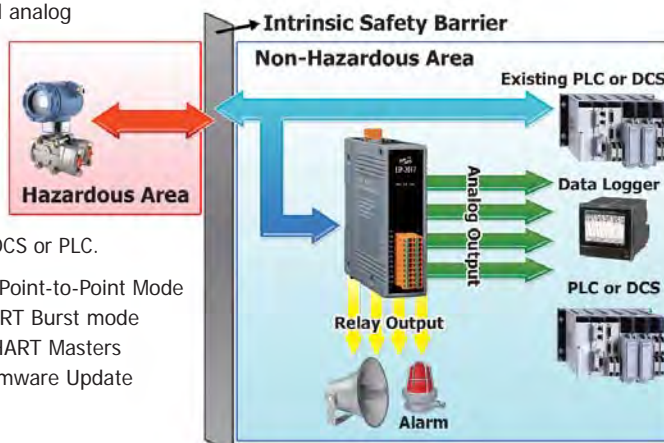 analog
Intrinsic Safety Barrier
Non-Hazardous Area
Existing PLC or DCS
Hazardous Area
Analog Output
Data Logger
DCS or PLC.
PLC or DCS
Point-to-Point Mode
RT Burst mode
HART Masters
mware Update
Relay Output
Alarm